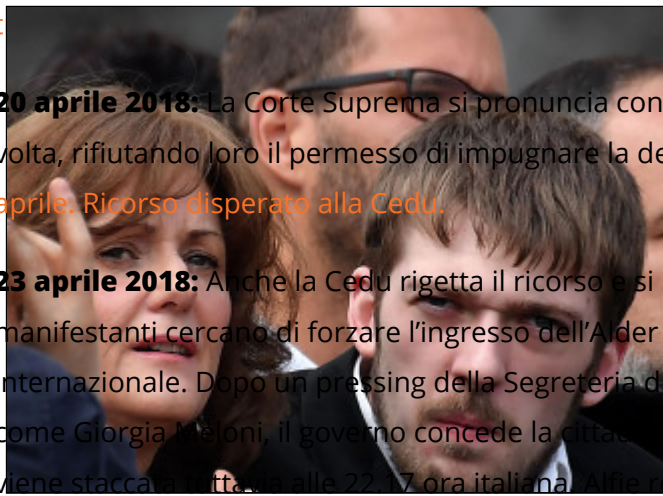 20 aprile 2018: La Corte Suprema si pronuncia con
volta, rifiutando loro il permesso di impugnare la de
aprile. Ricorso disperato alla Cedu.
23 aprile 2018: Anche la Cedu rigetta il ricorso e si
manifestanti cercano di forzare l'ingresso dell'Alder
internazionale. Dopo un pressing della Segreteria d
come Giorgia Meloni, il governo concede la
viene staccata tuttavia alle 22.17 ora italiana. Alfie